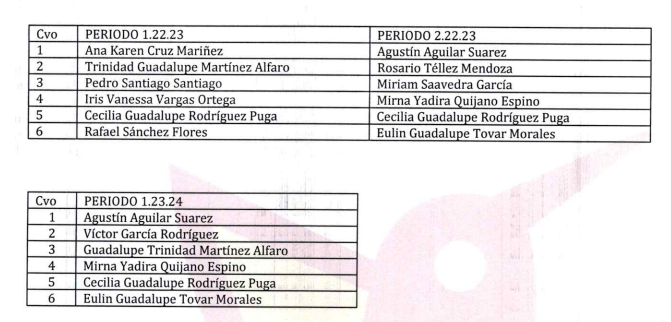 Cvo PERIODO 1.22.23 PERIODO 2.22.23
1 Ana Karen Cruz Mariñez Agustín Aguilar Suarez
2 Trinidad Guadalupe Martínez Alfaro Rosario Téllez Mendoza
3 Pedro Santiago Santiago Miriam Saavedra García
4 Iris Vanessa Vargas Ortega Mirna Yadira Quijano Espino
5 Cecilia Guadalupe Rodríguez Puga Cecilia Guadalupe Rodríguez Puga
6 Rafael Sánchez Flores Eulin Guadalupe Tovar Morales
Cvo PERIODO 1.23.24
1 Agustín Aguilar Suarez
2 Víctor García Rodríguez
3 Guadalupe Trinidad Martínez Alfaro
4 Mirna Yadira Quijano Espino
5 Cecilia Guadalupe Rodríguez Puga
6 Eulin Guadalupe Tovar Morales